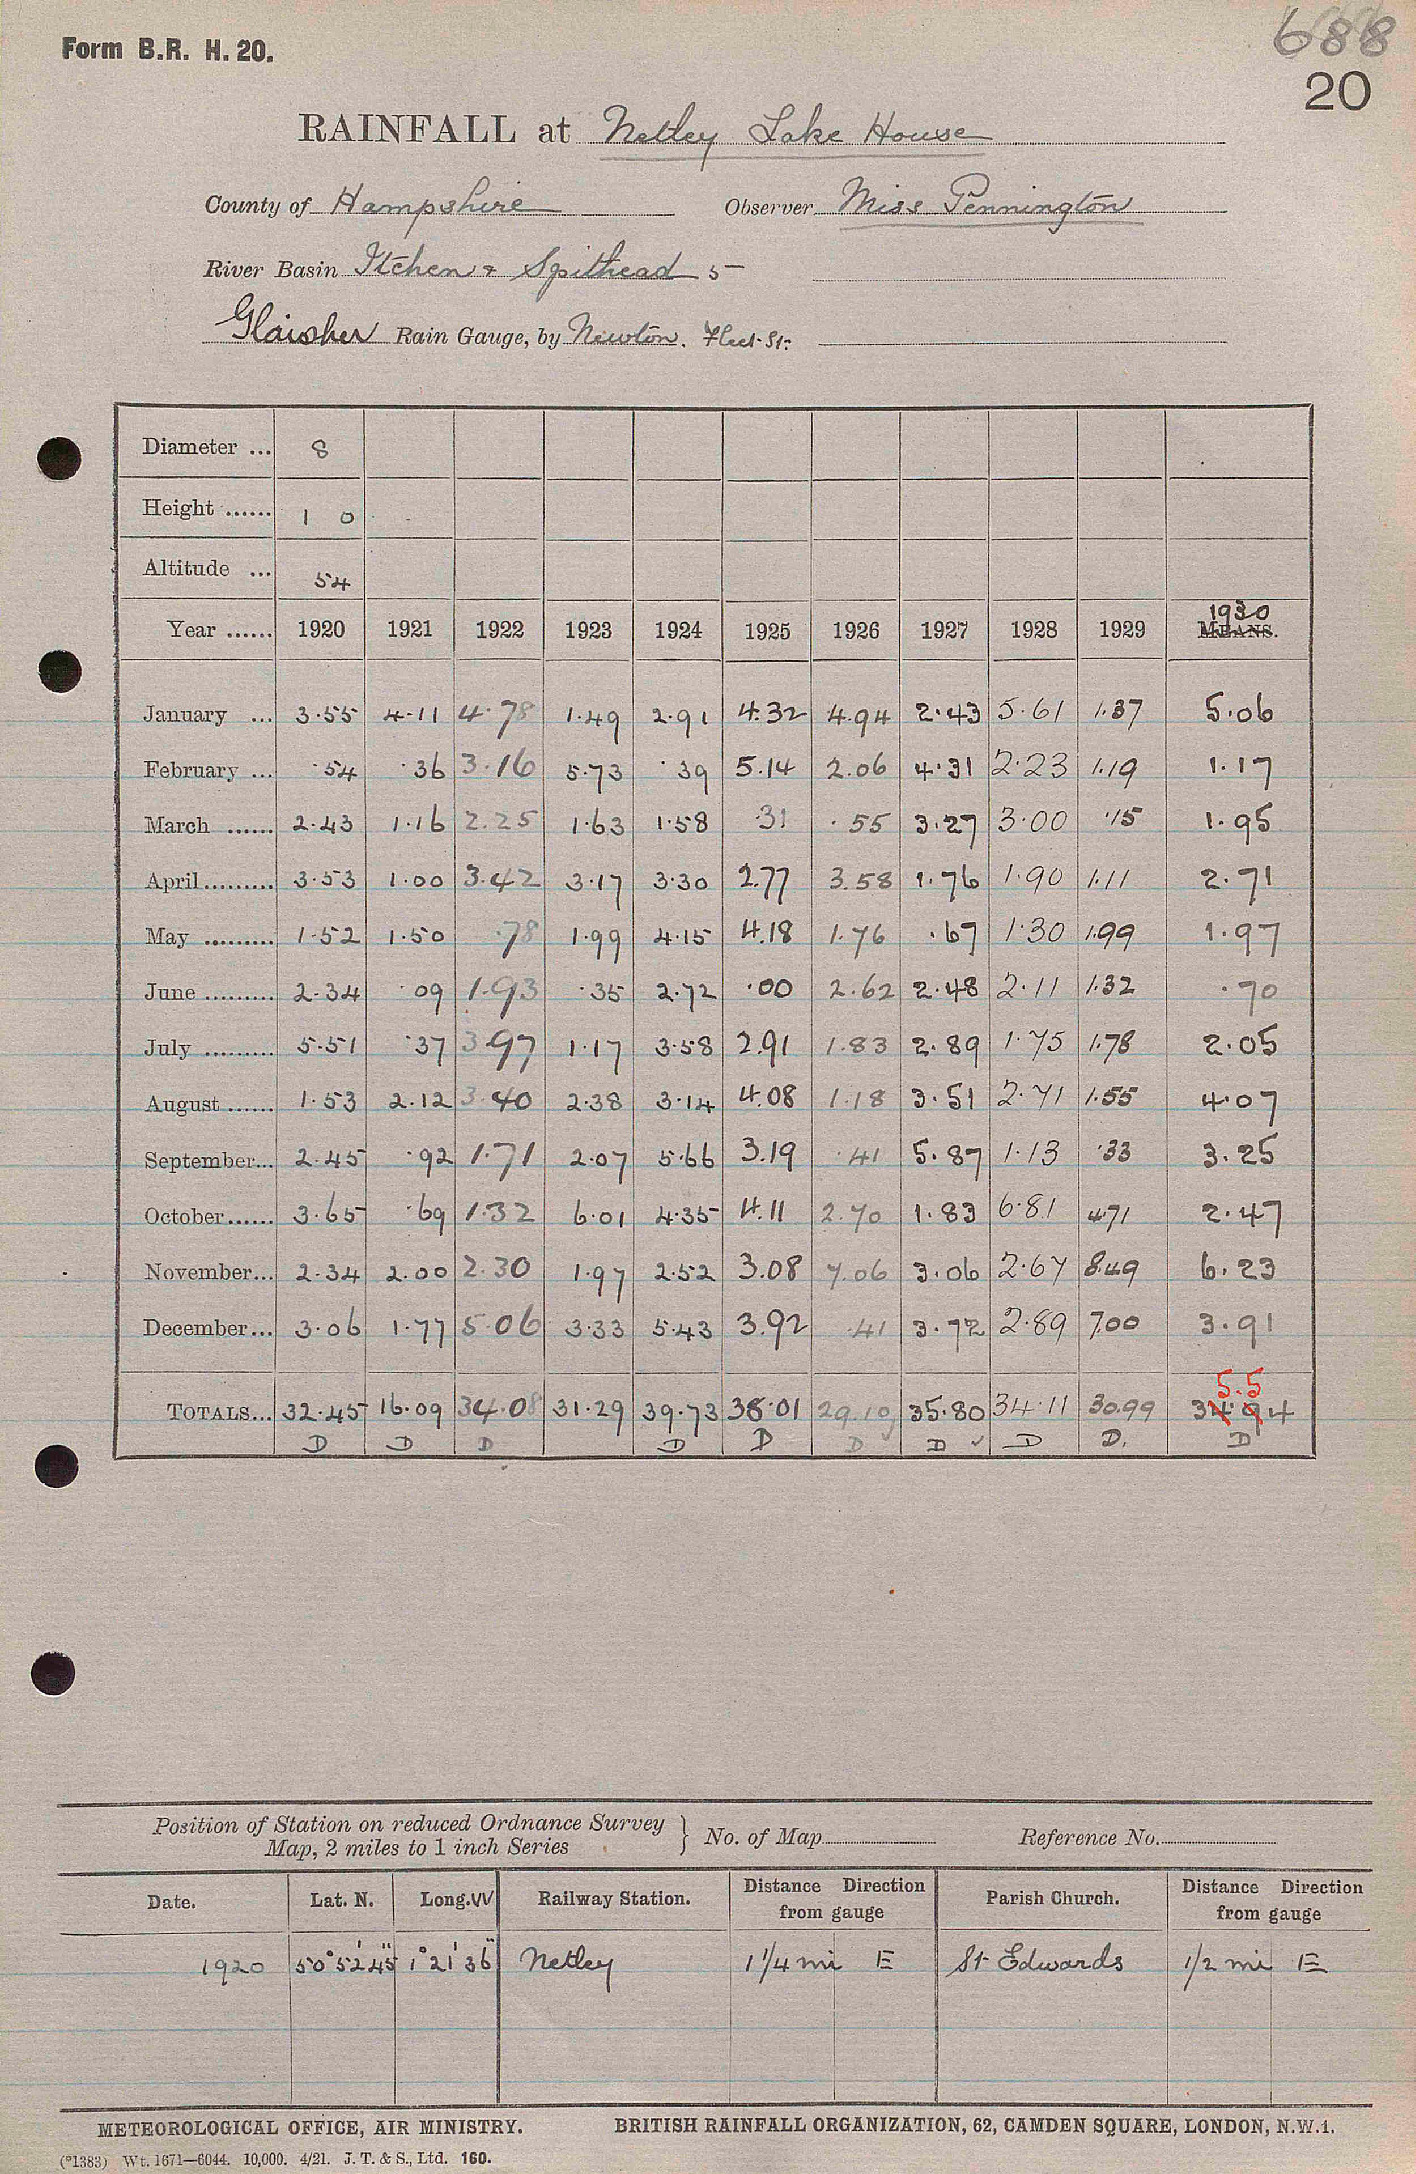 688
Form B.R. H. 20.
20
RAINFALL at Netley Lake House
County of Hampshire Observer Miss Pennington
River Basin Itchen + Spithead 5
Glaisher Rain Gauge, by Newton. Fleet St:
Diameter ... 8
Height ...... 1 0
Altitude ... 54
1930
Year ...... 1920 1921 1922 1923 1924 1925 1926 1927 1928 1929 MEANS.
January ... 3.55 4.11 4.78 1.49 2.91 4.32 4.94 2.43 5.61 1.37 5.06
February ... .54 .36 3.16 5.73 .39 5.14 2.06 4.31 2.23 1.19 1.17
March ...... 2.43 1.16 2.25 1.63 1.58 .31 .55 3.27 3.00 .15 1.95
April ......... 3.53 1.00 3.42 3.17 3.30 2.77 3.58 1.76 1.90 1.11 2.71
May ......... 1.52 1.50 .78 1.99 4.15 4.18 1.76 .67 1.30 1.99 1.97
June ......... 2.34 .09 1.93 .35 2.72 .00 2.62 2.48 2.11 1.32 .70
July ......... 5.51 .37 3.97 1.17 3.58 2.91 1.83 2.89 1.75 1.78 2.05
August ...... 1.53 2.12 3.40 2.38 3.14 4.08 1.18 3.51 2.71 1.55 4.07
September... 2.45 .92 1.71 2.07 5.66 3.19 .41 5.87 1.13 .33 3.25
October ...... 3.65 .69 1.32 6.01 4.35 4.11 2.70 1.83 6.81 4.71 2.47
November... 2.34 2.00 2.30 1.97 2.52 3.08 7.06 3.06 2.67 8.49 6.23
December... 3.06 1.77 5.06 3.33 5.43 3.92 .41 3.72 2.89 7.00 3.91
5.5
TOTALS... 32.45 16.09 34.08 31.29 39.73 38.01 29.10 35.80 34.11 30.99 34.94
D D D D D D D D D D
Position of Station on reduced Ordnance Survey
Map, 2 miles to 1 inch Series } No. of Map Reference No.
Date. Lat. N. Long. W Railway Station. Distance Direction from gauge Parish Church. Distance Direction from gauge
1920 50° 52' 45" 1° 21' 36" Netley 1 1/4 mi E St Edwards 1/2 mi E
METEOROLOGICAL OFFICE, AIR MINISTRY. BRITISH RAINFALL ORGANIZATION, 62, CAMDEN SQUARE, LONDON, N.W.1.
(*1383) Wt. 1671—6044. 10,000. 4/21. J. T. & S., Ltd. 160.